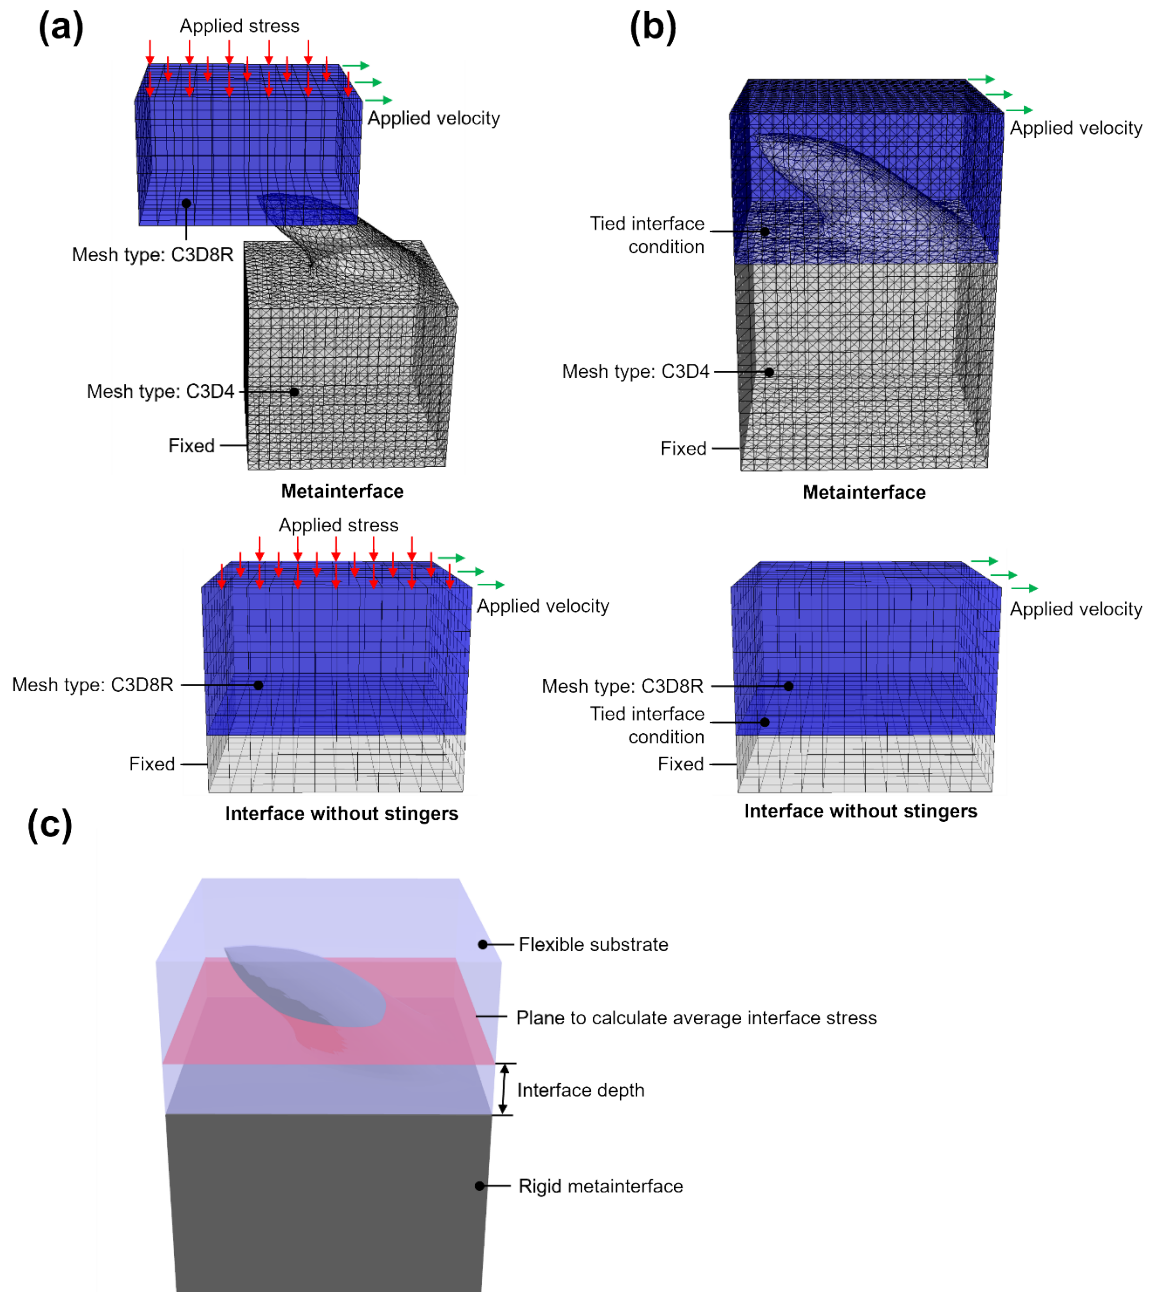 (a)
Applied stress
Applied velocity
Mesh type: C3D8R
Mesh type: C3D4
Fixed
Metainterface
Applied stress
Applied velocity
Mesh type: C3D8R
Fixed
Interface without stingers
(b)
Applied velocity
Tied interface
condition
Mesh type: C3D4
Fixed
Metainterface
Applied velocity
Mesh type: C3D8R
Tied interface
condition
Fixed
Interface without stingers
(c)
Flexible substrate
Plane to calculate average interface stress
Interface depth
Rigid metainterface